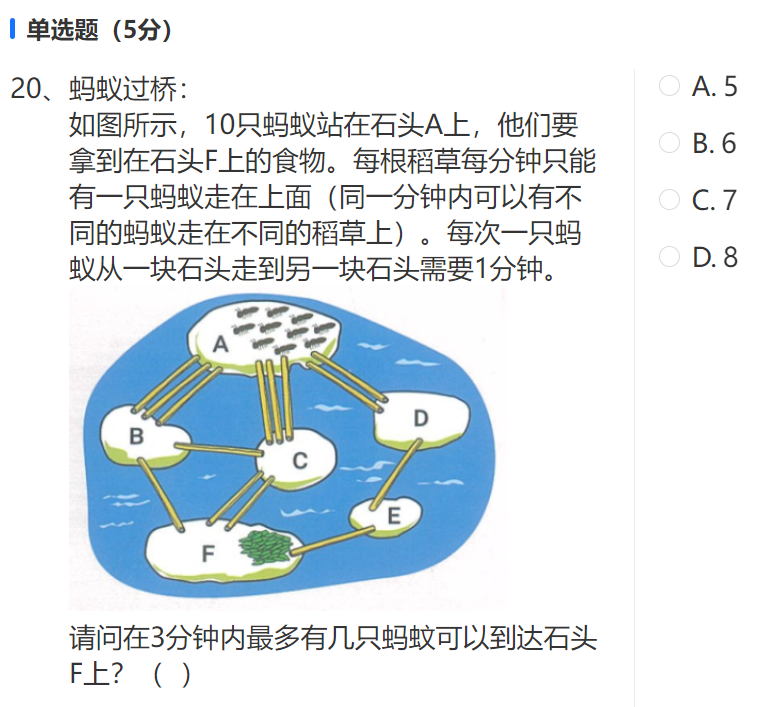 单选题（5分）
20、蚂蚁过桥：
如图所示，10只蚂蚁站在石头A上，他们要
拿到在石头F上的食物。每根稻草每分钟只能
有一只蚂蚁走在上面（同一分钟内可以有不
同的蚂蚁走在不同的稻草上）。每次一只蚂
蚁从一块石头走到另一块石头需要1分钟。
A
B
C
D
E
F
请问在3分钟内最多有几只蚂蚊可以到达石头
F上？（ ）
A. 5
B. 6
C. 7
D. 8